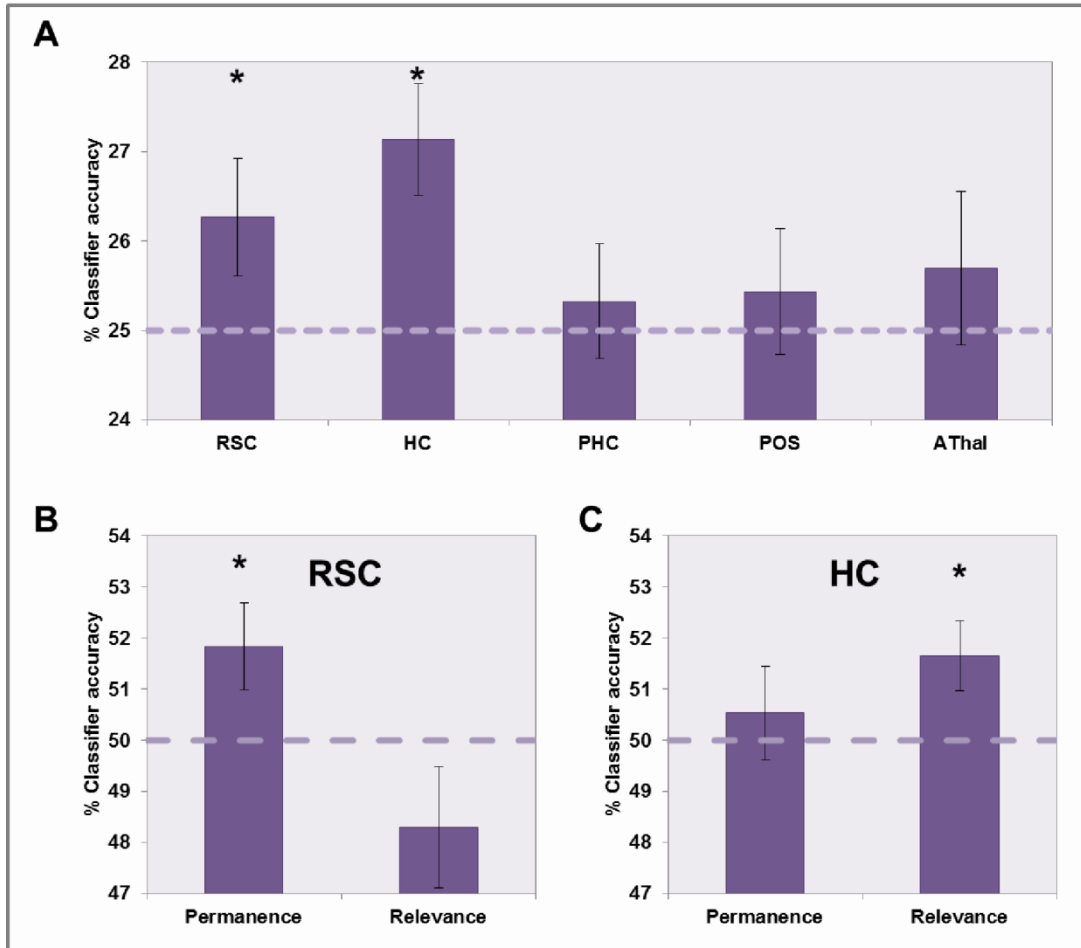 A
*
*
% Classifier accuracy
28
27
26
25
24
RSC HC PHC POS AThal
B
RSC
*
% Classifier accuracy
54
53
52
51
50
49
48
47
Permanence Relevance
C
HC
*
% Classifier accuracy
54
53
52
51
50
49
48
47
Permanence Relevance